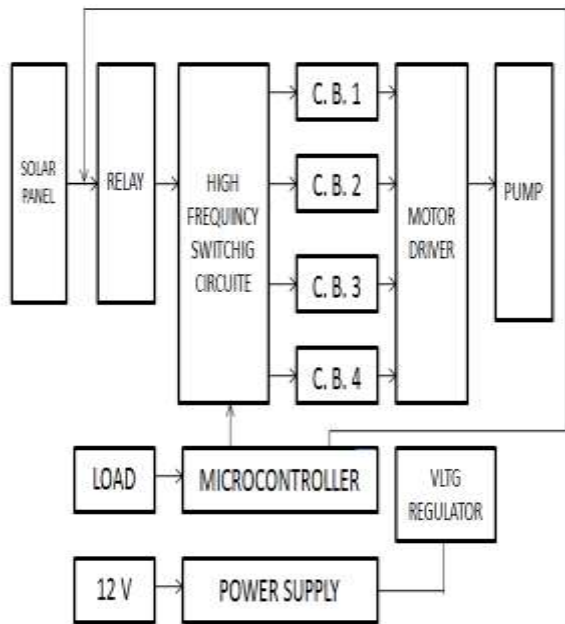 SOLAR
PANEL
RELAY
HIGH
FREQUINCY
SWITCHIG
CIRCUITE
C. B. 1
C. B. 2
C. B. 3
C. B. 4
MOTOR
DRIVER
PUMP
LOAD
MICROCONTROLLER
VLTG
REGULATOR
12 V
POWER SUPPLY